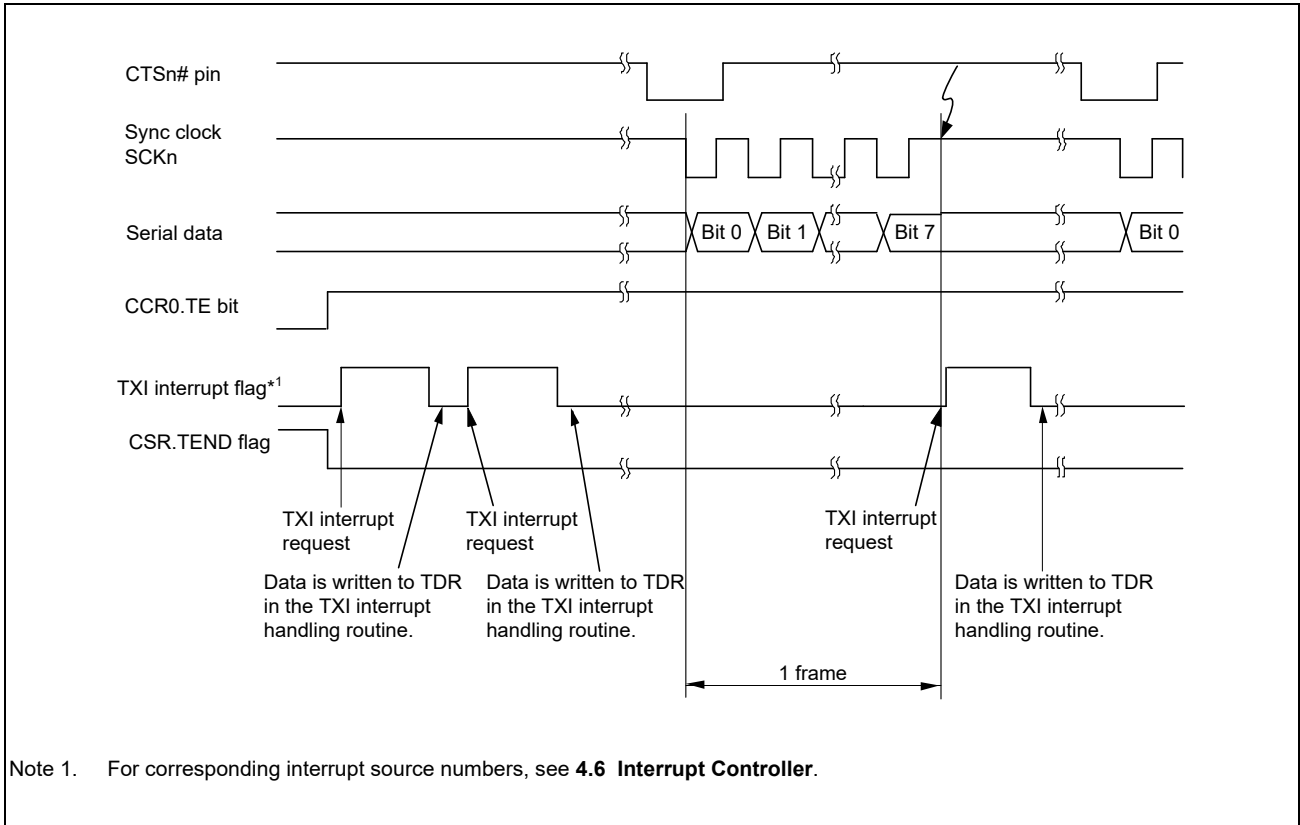 CTSn# pin
Sync clock
SCKn
Serial data
Bit 0
Bit 1
Bit 7
Bit 0
CCR0.TE bit
TXI interrupt flag*1
CSR.TEND flag
TXI interrupt
request
TXI interrupt
request
TXI interrupt
request
Data is written to TDR
in the TXI interrupt
handling routine.
Data is written to TDR
in the TXI interrupt
handling routine.
Data is written to TDR
in the TXI interrupt
handling routine.
1 frame
Note 1. For corresponding interrupt source numbers, see 4.6 Interrupt Controller.